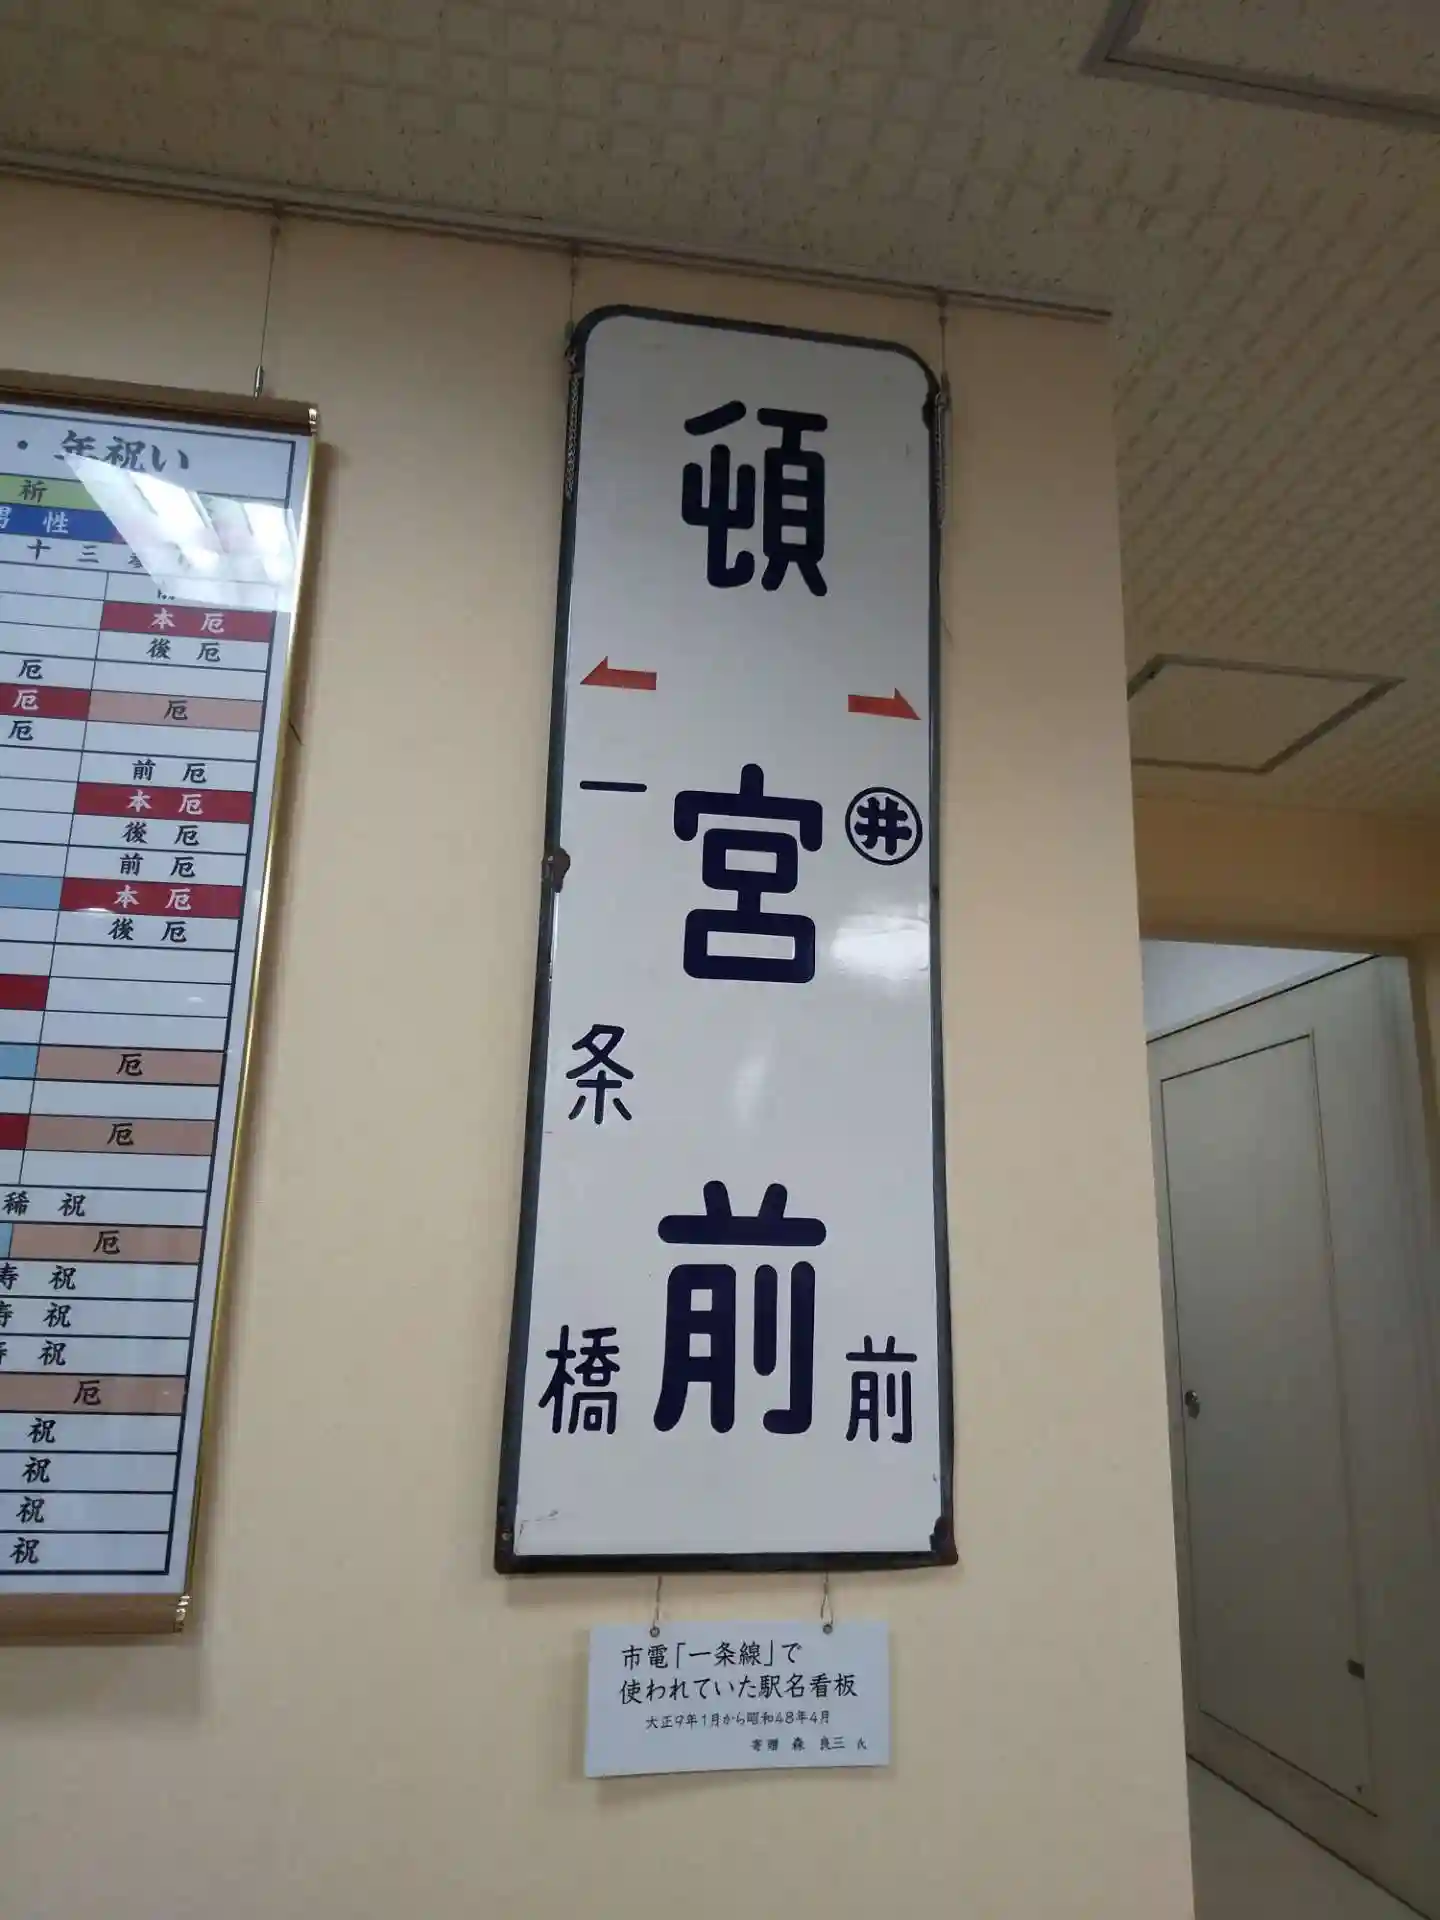 ・年祝い
祈
男性
十三
本厄
後厄
厄
厄
厄
厄
前厄
本厄
後厄
前厄
本厄
後厄
厄
厄
稀祝
厄
寿祝
寿祝
寿祝
厄
祝
祝
祝
祝
頓宮前
一条橋
井前
市電「一条線」で
使われていた駅名看板
大正9年1月から昭和48年4月
寄贈 森 良三 氏